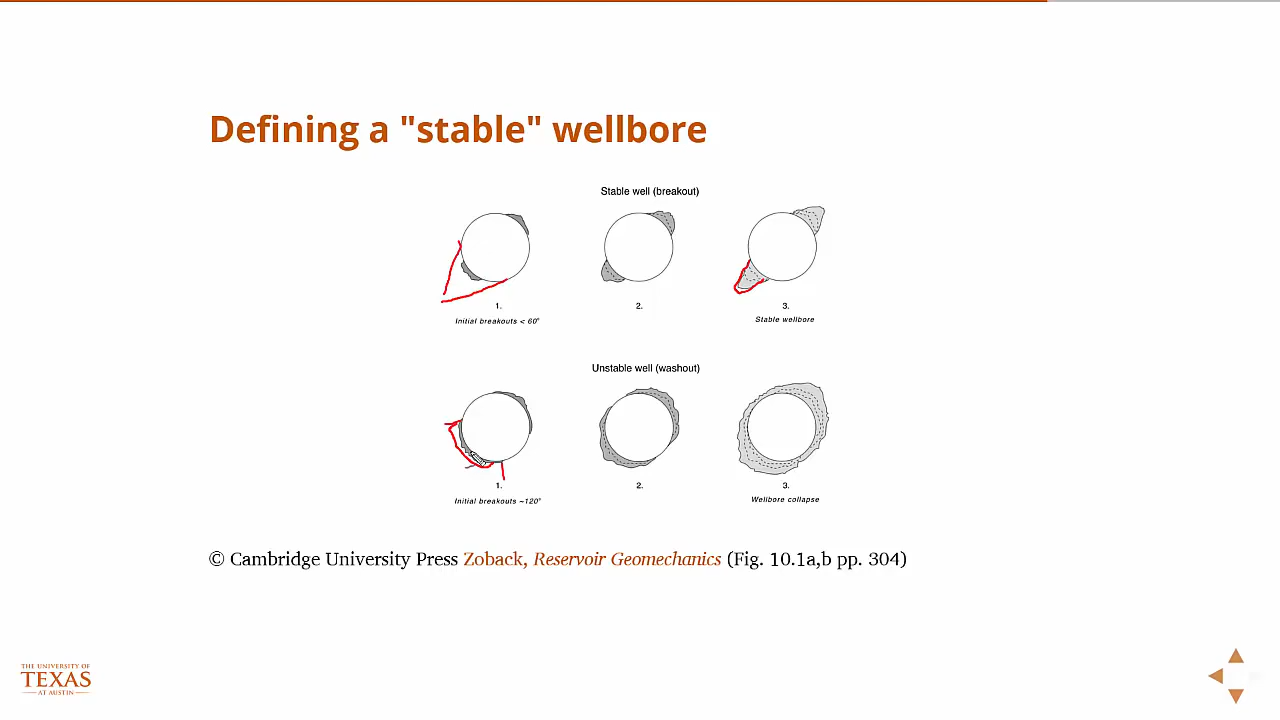 Defining a "stable" wellbore
Stable well (breakout)
1.
2.
3.
Initial breakouts < 60°
Stable wellbore
Unstable well (washout)
1.
2.
3.
Initial breakouts ~120°
Wellbore collapse
© Cambridge University Press Zoback, Reservoir Geomechanics (Fig. 10.1a,b pp. 304)
THE UNIVERSITY OF
TEXAS
AT AUSTIN